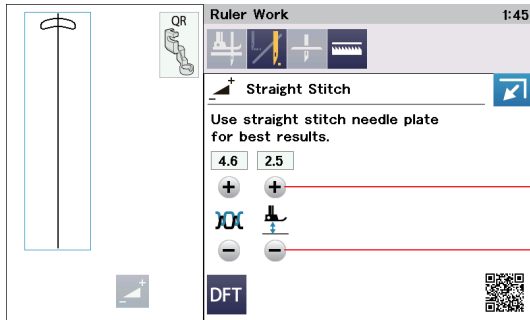 QR
Ruler Work 1:45
Straight Stitch
Use straight stitch needle plate
for best results.
4.6 2.5
DFT